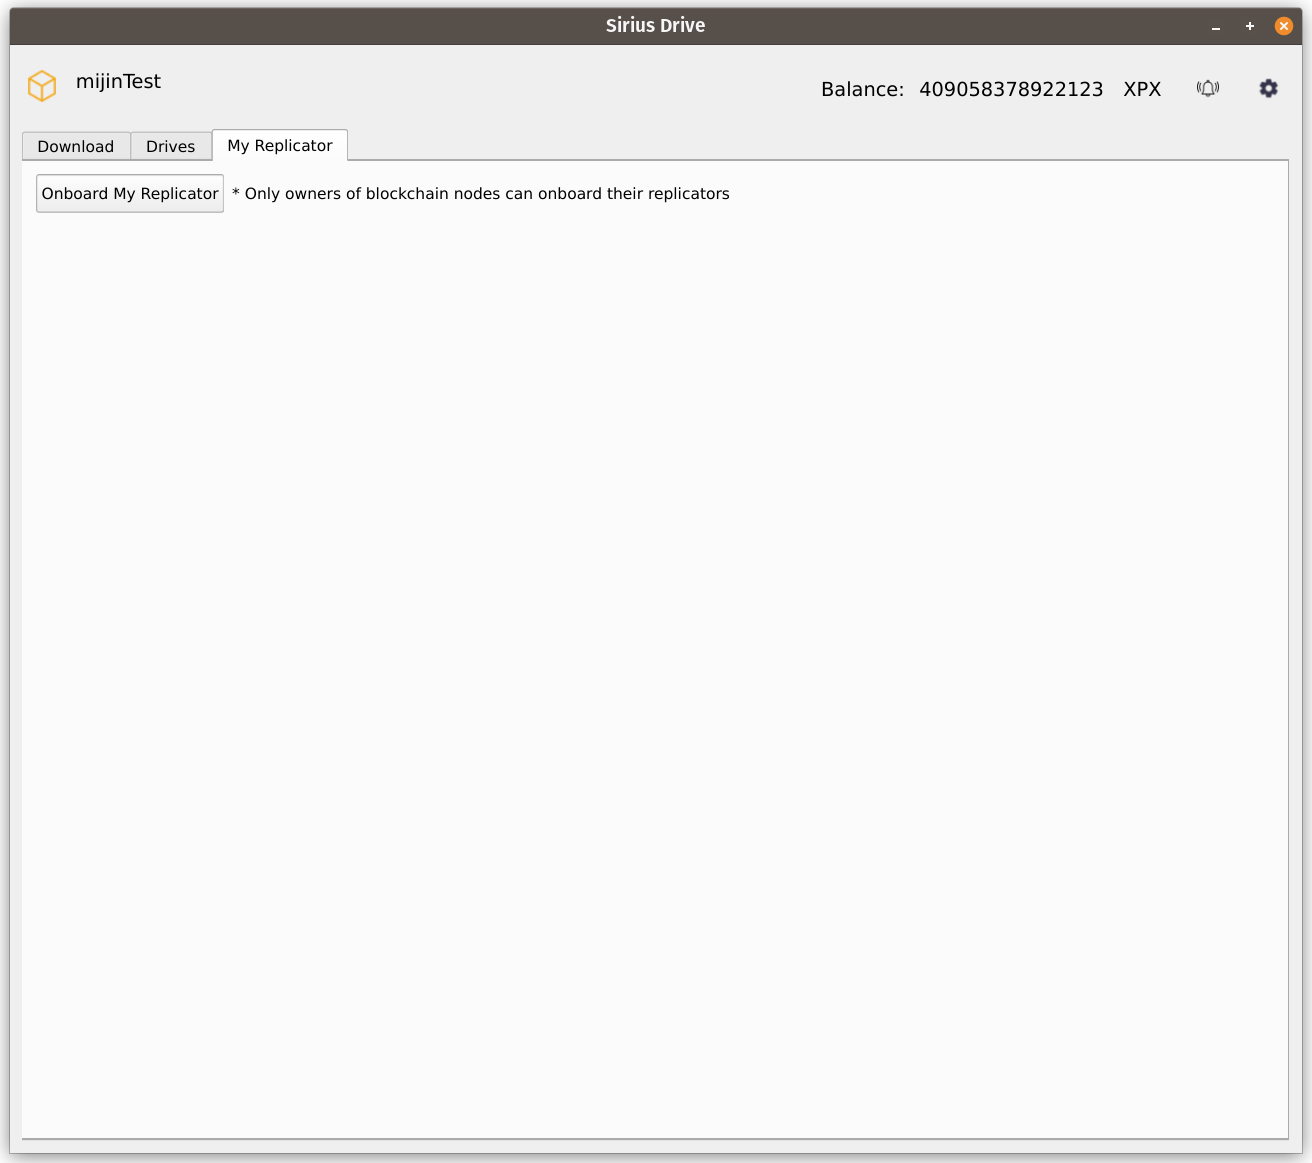 Sirius Drive
mijinTest
Balance: 409058378922123 XPX
Download Drives My Replicator
Onboard My Replicator * Only owners of blockchain nodes can onboard their replicators